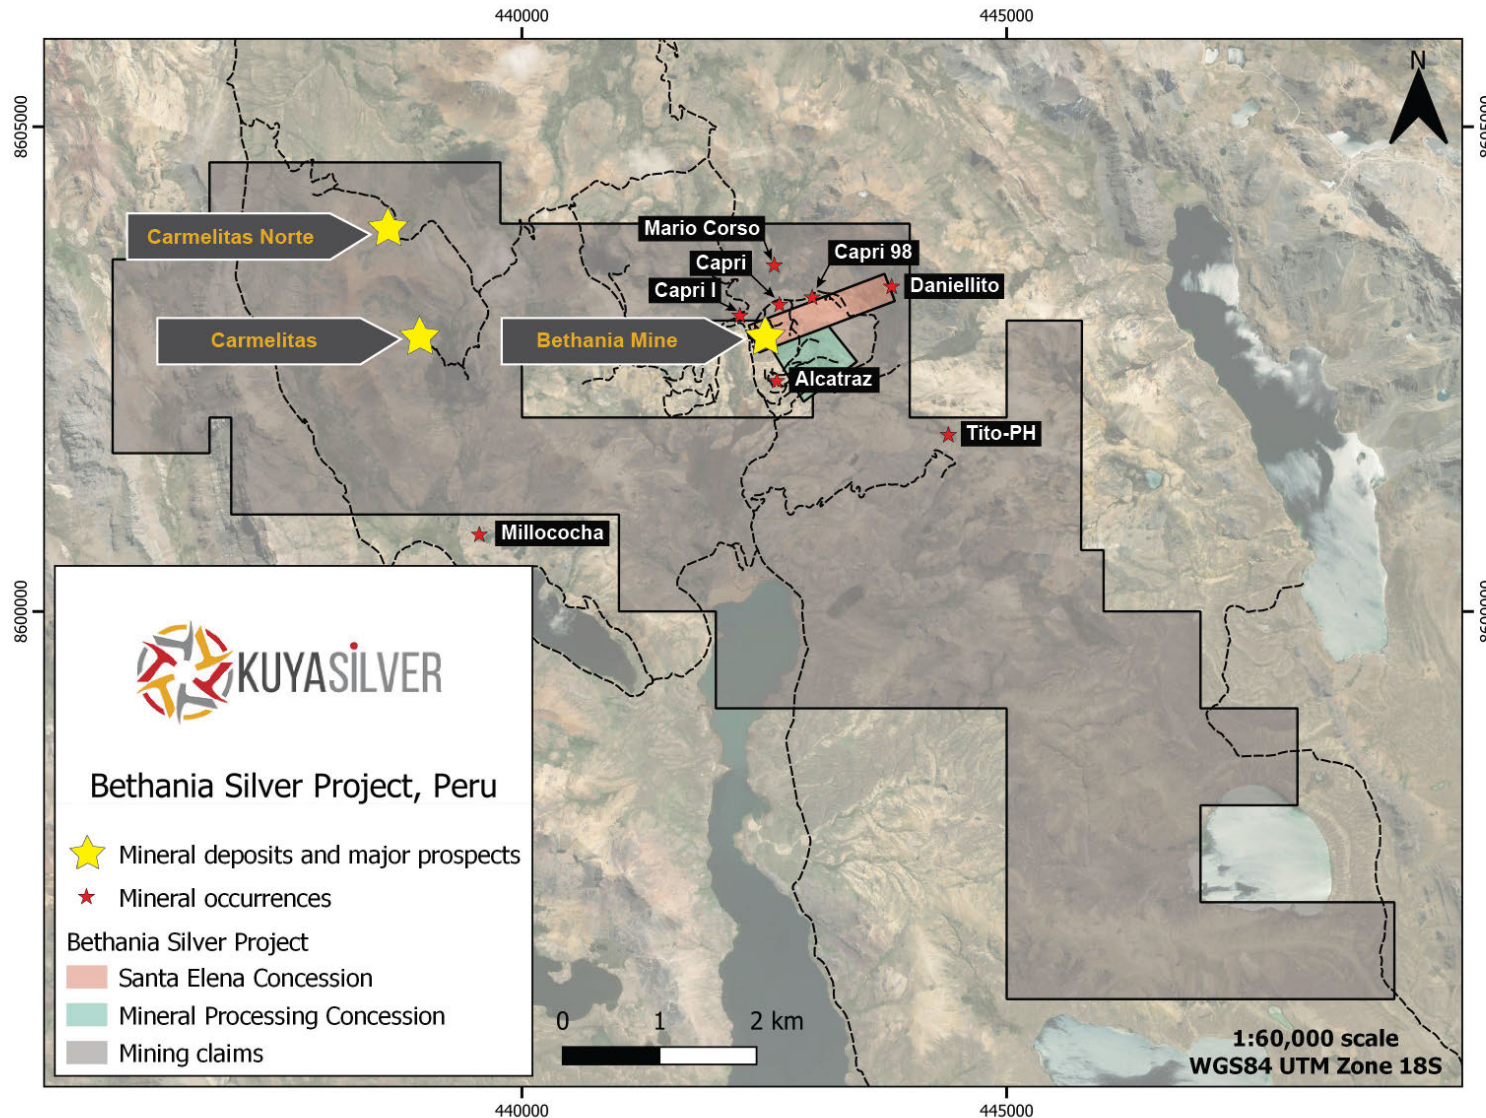 440000
445000
N
8605000
8605000
Mario Corso
Carmelitas Norte
Capri 98
Capri
Daniellito
Capri I
Carmelitas
Bethania Mine
Alcatraz
Tito-PH
Millococha
8600000
8600000
KUYASILVER
Bethania Silver Project, Peru
Mineral deposits and major prospects
Mineral occurrences
Bethania Silver Project
Santa Elena Concession
Mineral Processing Concession
Mining claims
0 1 2 km
1:60,000 scale
WGS84 UTM Zone 18S
440000
445000